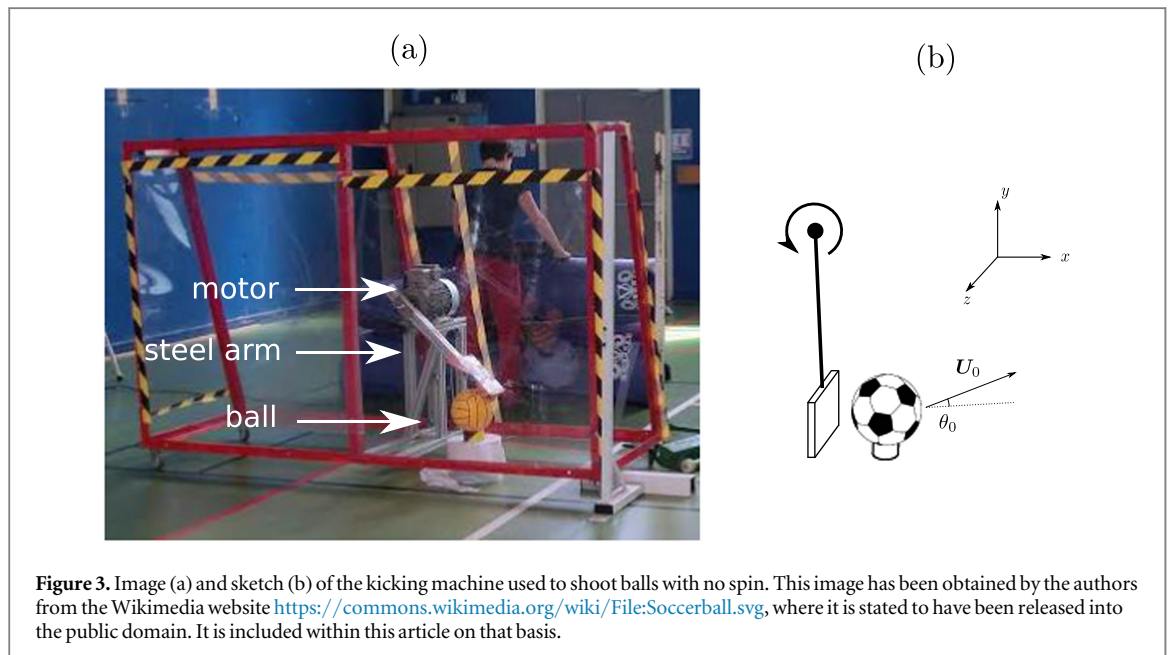 (a)
(b)
motor
steel arm
ball
y
x
z
U₀
θ₀
Figure 3. Image (a) and sketch (b) of the kicking machine used to shoot balls with no spin. This image has been obtained by the authors
from the Wikimedia website https://commons.wikimedia.org/wiki/File:Soccerball.svg, where it is stated to have been released into
the public domain. It is included within this article on that basis.